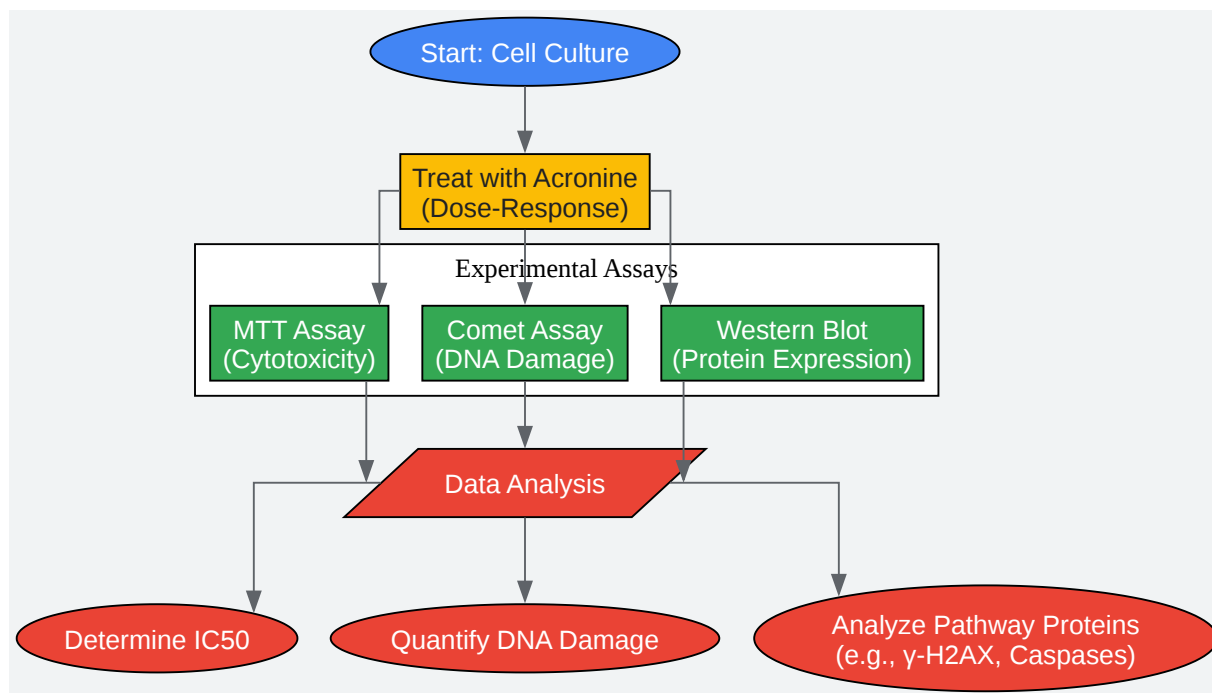 Start: Cell Culture
Treat with Acronine
(Dose-Response)
Experimental Assays
MTT Assay
(Cytotoxicity)
Comet Assay
(DNA Damage)
Western Blot
(Protein Expression)
Data Analysis
Determine IC50
Quantify DNA Damage
Analyze Pathway Proteins
(e.g., γ-H2AX, Caspases)